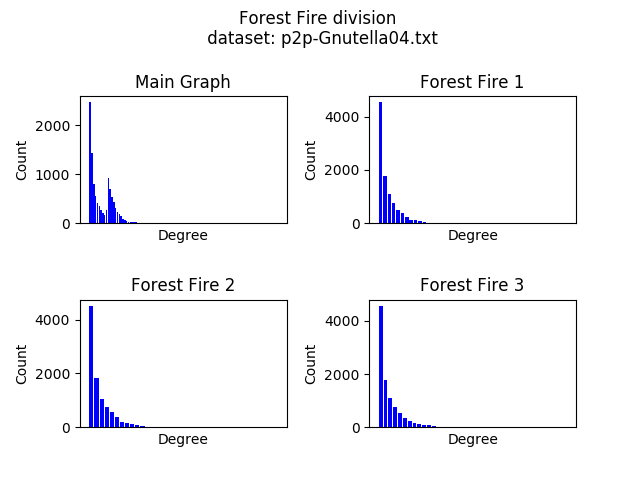 Forest Fire division
dataset: p2p-Gnutella04.txt
Main Graph
Count
2000
1000
0
Degree
Forest Fire 1
Count
4000
2000
0
Degree
Forest Fire 2
Count
4000
2000
0
Degree
Forest Fire 3
Count
4000
2000
0
Degree